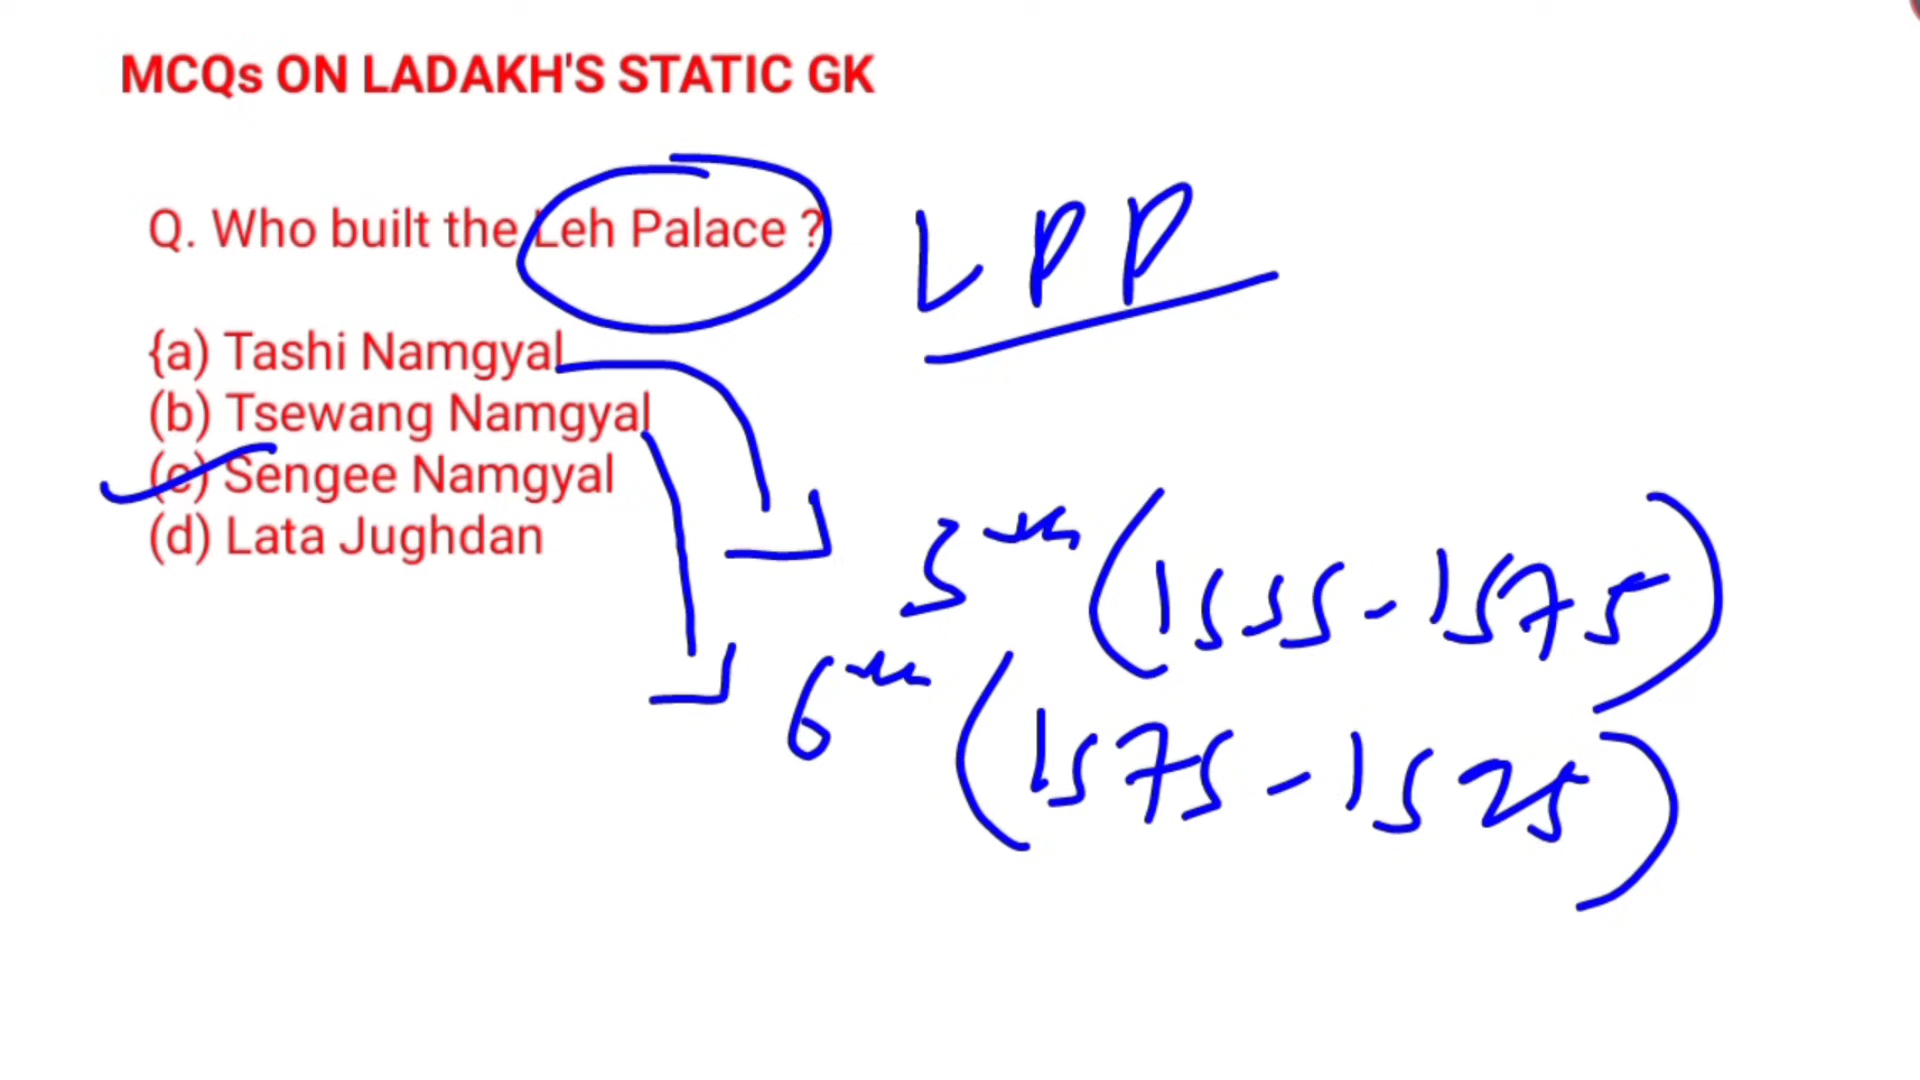 MCQs ON LADAKH'S STATIC GK
Q. Who built the Leh Palace ?
LPP
{a) Tashi Namgyal
(b) Tsewang Namgyal
(c) Sengee Namgyal
(d) Lata Jughdan
5th (1555-1575)
6th (1575-1525)